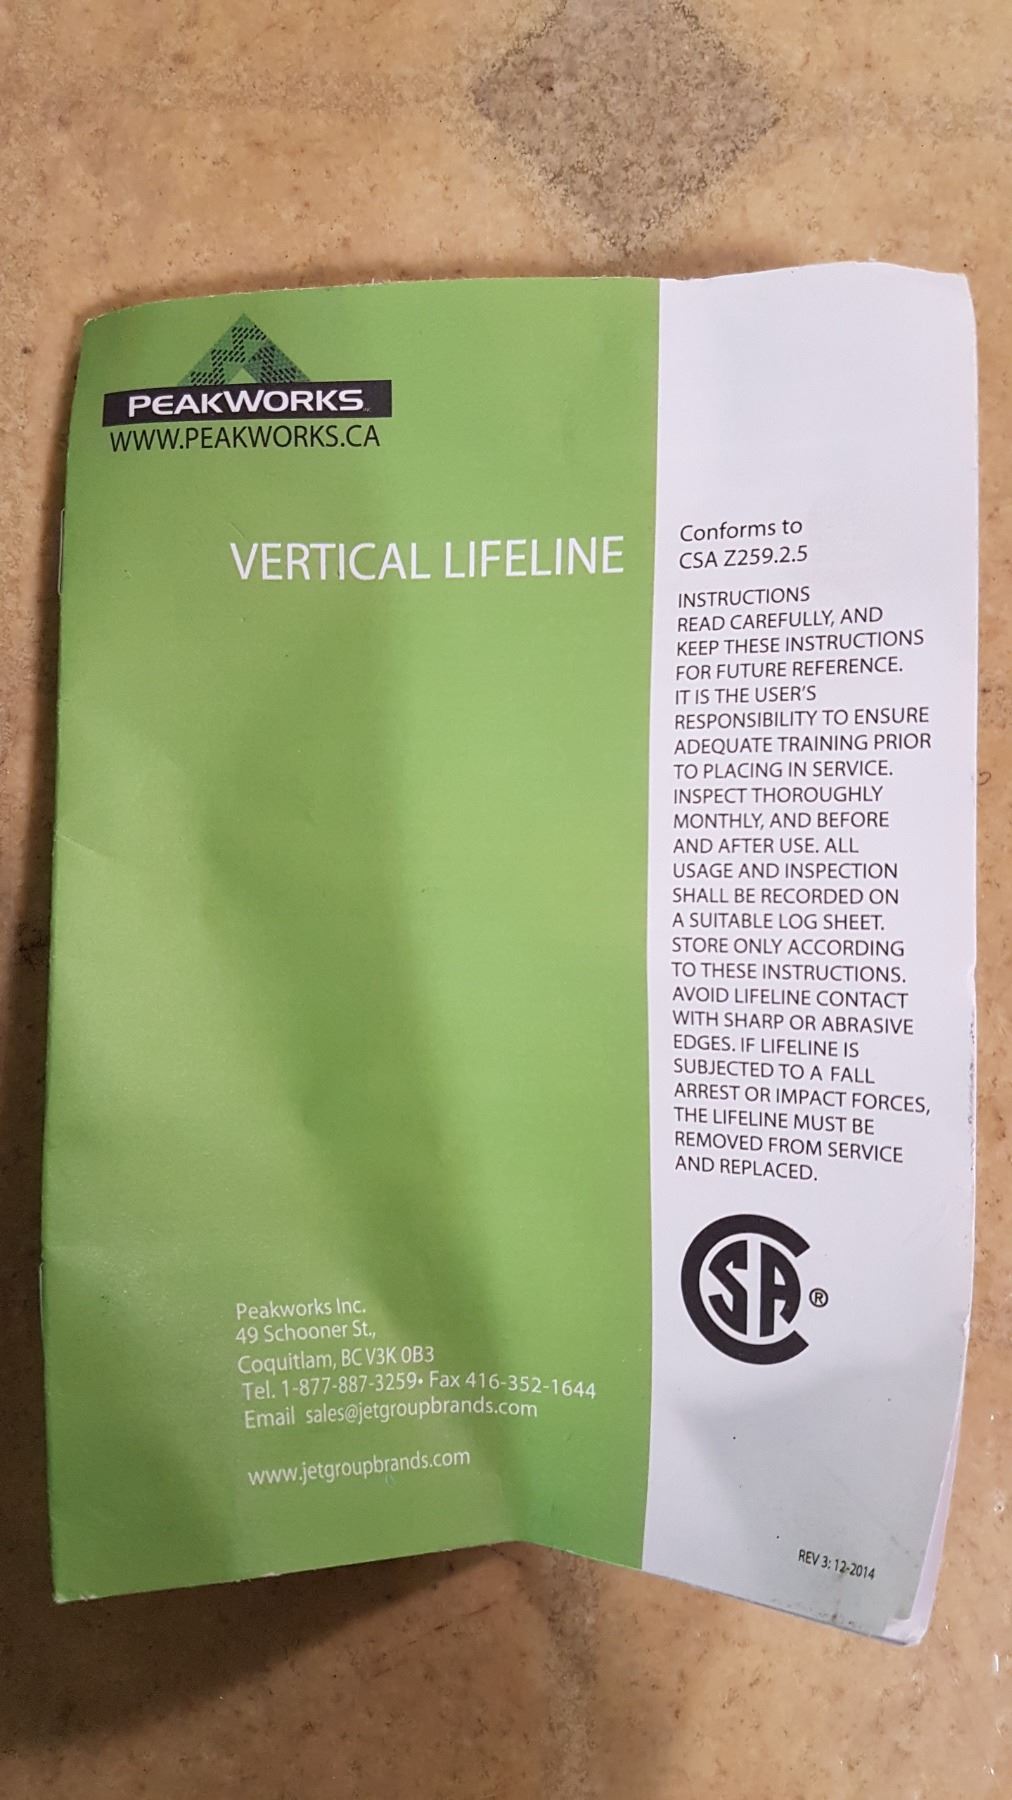 PEAKWORKS INC
WWW.PEAKWORKS.CA
VERTICAL LIFELINE
Conforms to
CSA Z259.2.5
INSTRUCTIONS
READ CAREFULLY, AND
KEEP THESE INSTRUCTIONS
FOR FUTURE REFERENCE.
IT IS THE USER'S
RESPONSIBILITY TO ENSURE
ADEQUATE TRAINING PRIOR
TO PLACING IN SERVICE.
INSPECT THOROUGHLY
MONTHLY, AND BEFORE
AND AFTER USE. ALL
USAGE AND INSPECTION
SHALL BE RECORDED ON
A SUITABLE LOG SHEET.
STORE ONLY ACCORDING
TO THESE INSTRUCTIONS.
AVOID LIFELINE CONTACT
WITH SHARP OR ABRASIVE
EDGES. IF LIFELINE IS
SUBJECTED TO A FALL
ARREST OR IMPACT FORCES,
THE LIFELINE MUST BE
REMOVED FROM SERVICE
AND REPLACED.
CSA ®
Peakworks Inc.
49 Schooner St.,
Coquitlam, BC V3K 0B3
Tel. 1-877-887-3259• Fax 416-352-1644
Email sales@jetgroupbrands.com
www.jetgroupbrands.com
REV 3: 12-2014